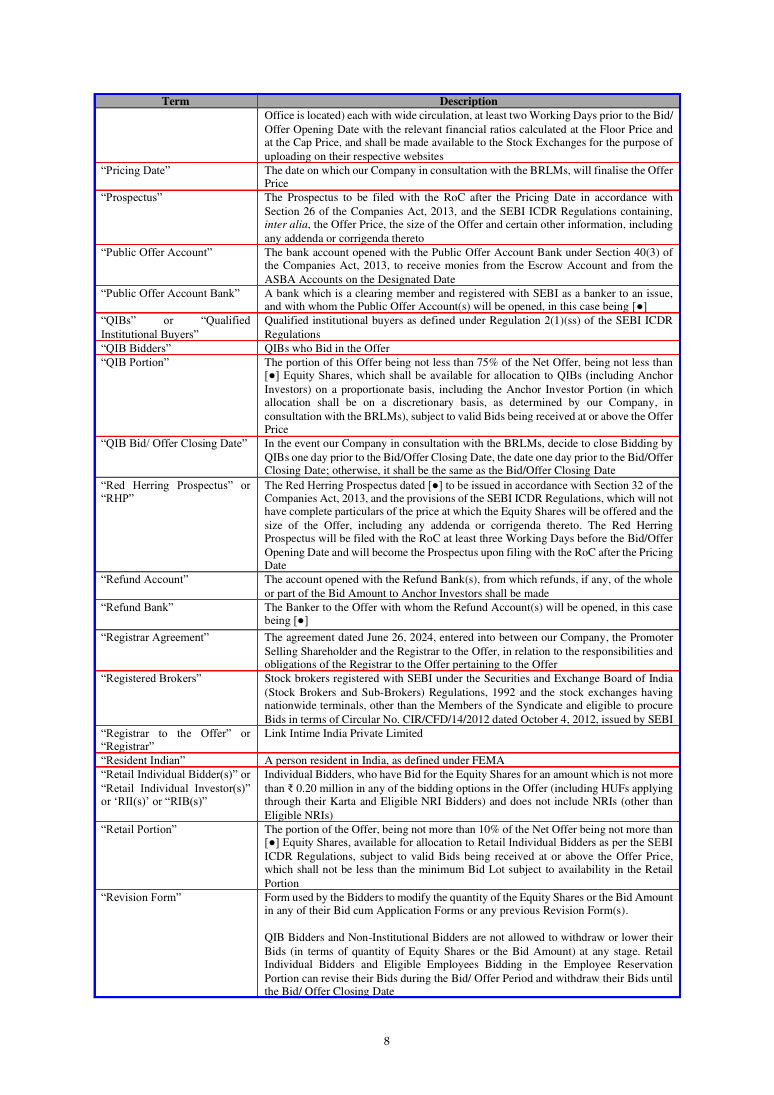 Term Description
Office is located) each with wide circulation, at least two Working Days prior to the Bid/
Offer Opening Date with the relevant financial ratios calculated at the Floor Price and
at the Cap Price, and shall be made available to the Stock Exchanges for the purpose of
uploading on their respective websites
“Pricing Date” The date on which our Company in consultation with the BRLMs, will finalise the Offer
Price
“Prospectus” The Prospectus to be filed with the RoC after the Pricing Date in accordance with
Section 26 of the Companies Act, 2013, and the SEBI ICDR Regulations containing,
inter alia, the Offer Price, the size of the Offer and certain other information, including
any addenda or corrigenda thereto
“Public Offer Account” The bank account opened with the Public Offer Account Bank under Section 40(3) of
the Companies Act, 2013, to receive monies from the Escrow Account and from the
ASBA Accounts on the Designated Date
“Public Offer Account Bank” A bank which is a clearing member and registered with SEBI as a banker to an issue,
and with whom the Public Offer Account(s) will be opened, in this case being [●]
“QIBs” or “Qualified Qualified institutional buyers as defined under Regulation 2(1)(ss) of the SEBI ICDR
Institutional Buyers” Regulations
“QIB Bidders” QIBs who Bid in the Offer
“QIB Portion” The portion of this Offer being not less than 75% of the Net Offer, being not less than
[●] Equity Shares, which shall be available for allocation to QIBs (including Anchor
Investors) on a proportionate basis, including the Anchor Investor Portion (in which
allocation shall be on a discretionary basis, as determined by our Company, in
consultation with the BRLMs), subject to valid Bids being received at or above the Offer
Price
“QIB Bid/ Offer Closing Date” In the event our Company in consultation with the BRLMs, decide to close Bidding by
QIBs one day prior to the Bid/Offer Closing Date, the date one day prior to the Bid/Offer
Closing Date; otherwise, it shall be the same as the Bid/Offer Closing Date
“Red Herring Prospectus” or The Red Herring Prospectus dated [●] to be issued in accordance with Section 32 of the
“RHP” Companies Act, 2013, and the provisions of the SEBI ICDR Regulations, which will not
have complete particulars of the price at which the Equity Shares will be offered and the
size of the Offer, including any addenda or corrigenda thereto. The Red Herring
Prospectus will be filed with the RoC at least three Working Days before the Bid/Offer
Opening Date and will become the Prospectus upon filing with the RoC after the Pricing
Date
“Refund Account” The account opened with the Refund Bank(s), from which refunds, if any, of the whole
or part of the Bid Amount to Anchor Investors shall be made
“Refund Bank” The Banker to the Offer with whom the Refund Account(s) will be opened, in this case
being [●]
“Registrar Agreement” The agreement dated June 26, 2024, entered into between our Company, the Promoter
Selling Shareholder and the Registrar to the Offer, in relation to the responsibilities and
obligations of the Registrar to the Offer pertaining to the Offer
“Registered Brokers” Stock brokers registered with SEBI under the Securities and Exchange Board of India
(Stock Brokers and Sub-Brokers) Regulations, 1992 and the stock exchanges having
nationwide terminals, other than the Members of the Syndicate and eligible to procure
Bids in terms of Circular No. CIR/CFD/14/2012 dated October 4, 2012, issued by SEBI
“Registrar to the Offer” or Link Intime India Private Limited
“Registrar”
“Resident Indian” A person resident in India, as defined under FEMA
“Retail Individual Bidder(s)” or Individual Bidders, who have Bid for the Equity Shares for an amount which is not more
“Retail Individual Investor(s)” than ₹ 0.20 million in any of the bidding options in the Offer (including HUFs applying
or ‘RII(s)’ or “RIB(s)” through their Karta and Eligible NRI Bidders) and does not include NRIs (other than
Eligible NRIs)
“Retail Portion” The portion of the Offer, being not more than 10% of the Net Offer being not more than
[●] Equity Shares, available for allocation to Retail Individual Bidders as per the SEBI
ICDR Regulations, subject to valid Bids being received at or above the Offer Price,
which shall not be less than the minimum Bid Lot subject to availability in the Retail
Portion
“Revision Form” Form used by the Bidders to modify the quantity of the Equity Shares or the Bid Amount
in any of their Bid cum Application Forms or any previous Revision Form(s).
QIB Bidders and Non-Institutional Bidders are not allowed to withdraw or lower their
Bids (in terms of quantity of Equity Shares or the Bid Amount) at any stage. Retail
Individual Bidders and Eligible Employees Bidding in the Employee Reservation
Portion can revise their Bids during the Bid/ Offer Period and withdraw their Bids until
the Bid/ Offer Closing Date
8